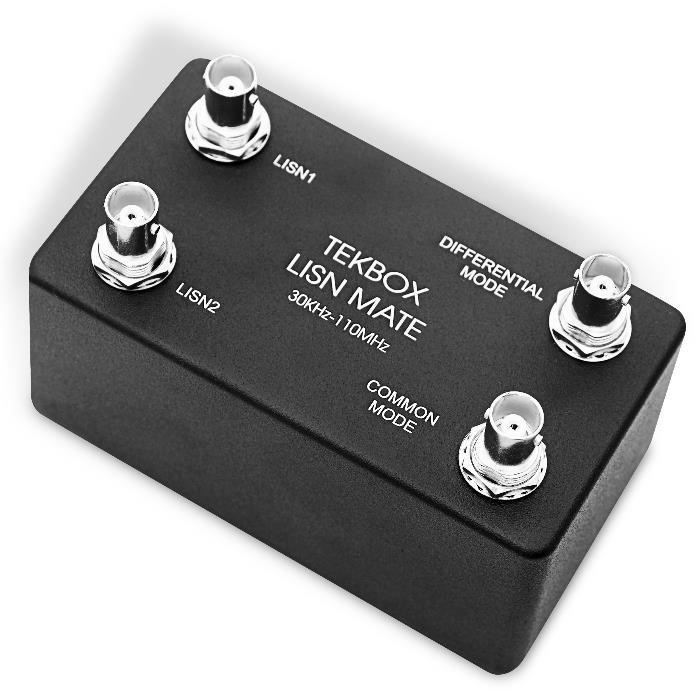 LISN1
LISN2
TEKBOX
LISN MATE
30KHz-110MHz
DIFFERENTIAL
MODE
COMMON
MODE